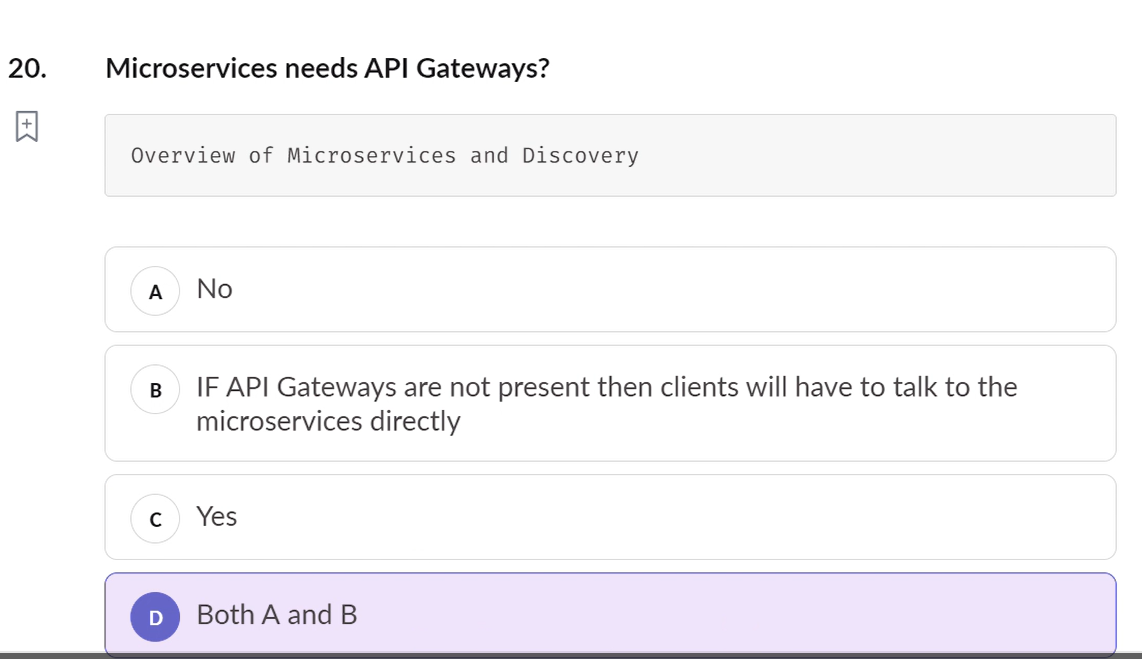 20. Microservices needs API Gateways?
Overview of Microservices and Discovery
A No
B IF API Gateways are not present then clients will have to talk to the
microservices directly
C Yes
D Both A and B